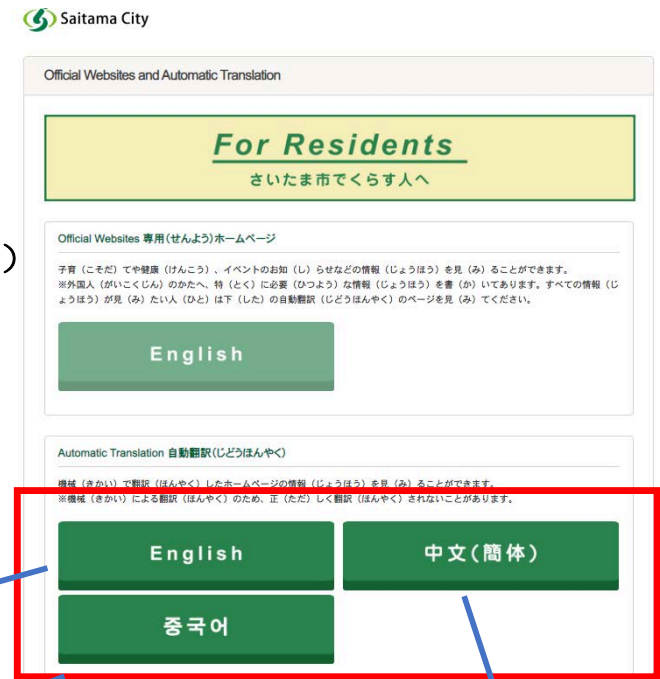 Saitama City
Official Websites and Automatic Translation
For Residents
さいたま市でくらす人へ
Official Websites 専用(せんよう)ホームページ
)
子育（こそだ）てや健康（けんこう）、イベントのお知（し）らせなどの情報（じょうほう）を見（み）ることができます。
※外国人（がいこくじん）のかたへ、特（とく）に必要（ひつよう）な情報（じょうほう）を書（か）いてあります。すべての情報（じ
ょうほう）が見（み）たい人（ひと）は下（した）の自動翻訳（じどうほんやく）のページを見（み）てください。
English
Automatic Translation 自動翻訳(じどうほんやく)
機械（きかい）で翻訳（ほんやく）したホームページの情報（じょうほう）を見（み）ることができます。
※機械（きかい）による翻訳（ほんやく）のため、正（ただ）しく翻訳（ほんやく）されないことがあります。
English
中文(簡体)
중국어